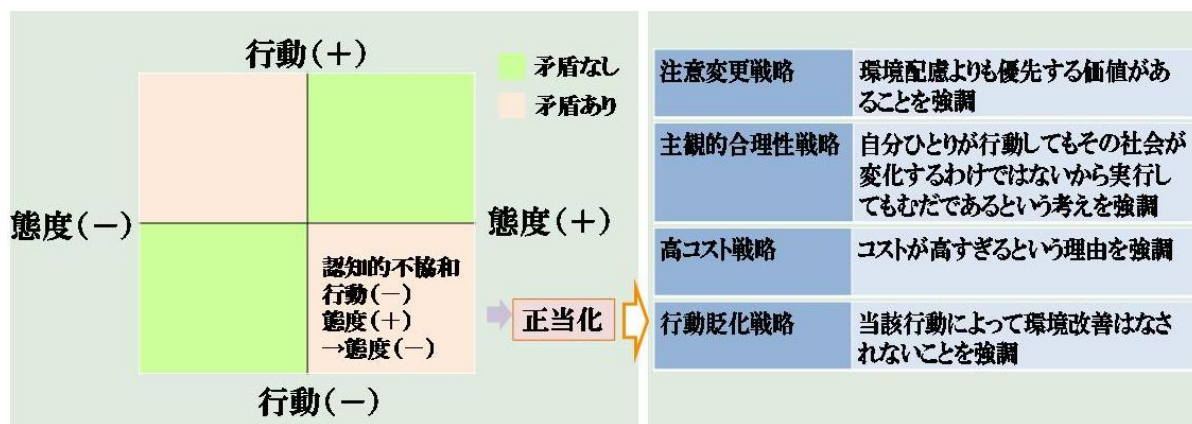 行動(+)
矛盾なし
矛盾あり
態度(-)
態度(+)
認知的不協和
行動(-)
態度(+)
→態度(-)
行動(-)
正当化
注意変更戦略
環境配慮よりも優先する価値があ
ることを強調
主観的合理性戦略
自分ひとりが行動してもその社会が
変化するわけではないから実行し
てもむだであるという考えを強調
高コスト戦略
コストが高すぎるという理由を強調
行動貶化戦略
当該行動によって環境改善はなさ
れないことを強調